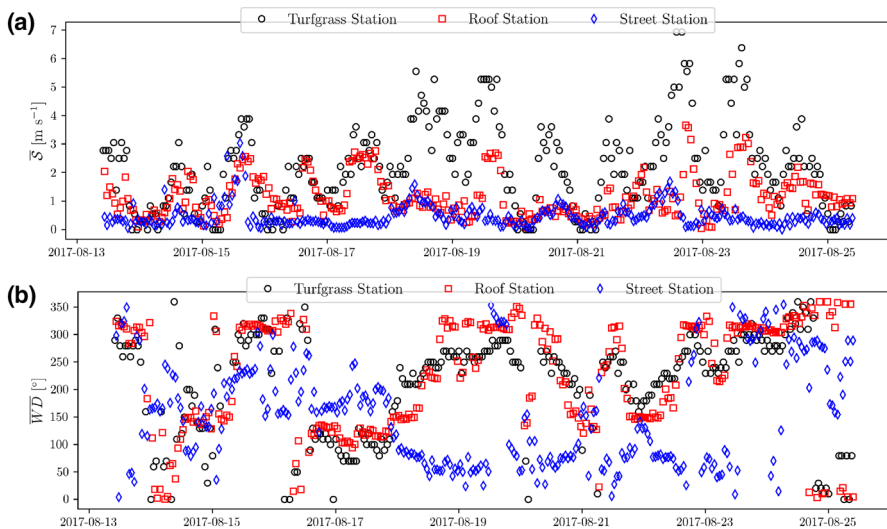 (a)
Turfgrass Station Roof Station Street Station
7
6
5
4
3
2
1
0
S [m s⁻¹]
2017-08-13 2017-08-15 2017-08-17 2017-08-19 2017-08-21 2017-08-23 2017-08-25
(b)
Turfgrass Station Roof Station Street Station
350
300
250
200
150
100
50
0
WD [°]
2017-08-13 2017-08-15 2017-08-17 2017-08-19 2017-08-21 2017-08-23 2017-08-25